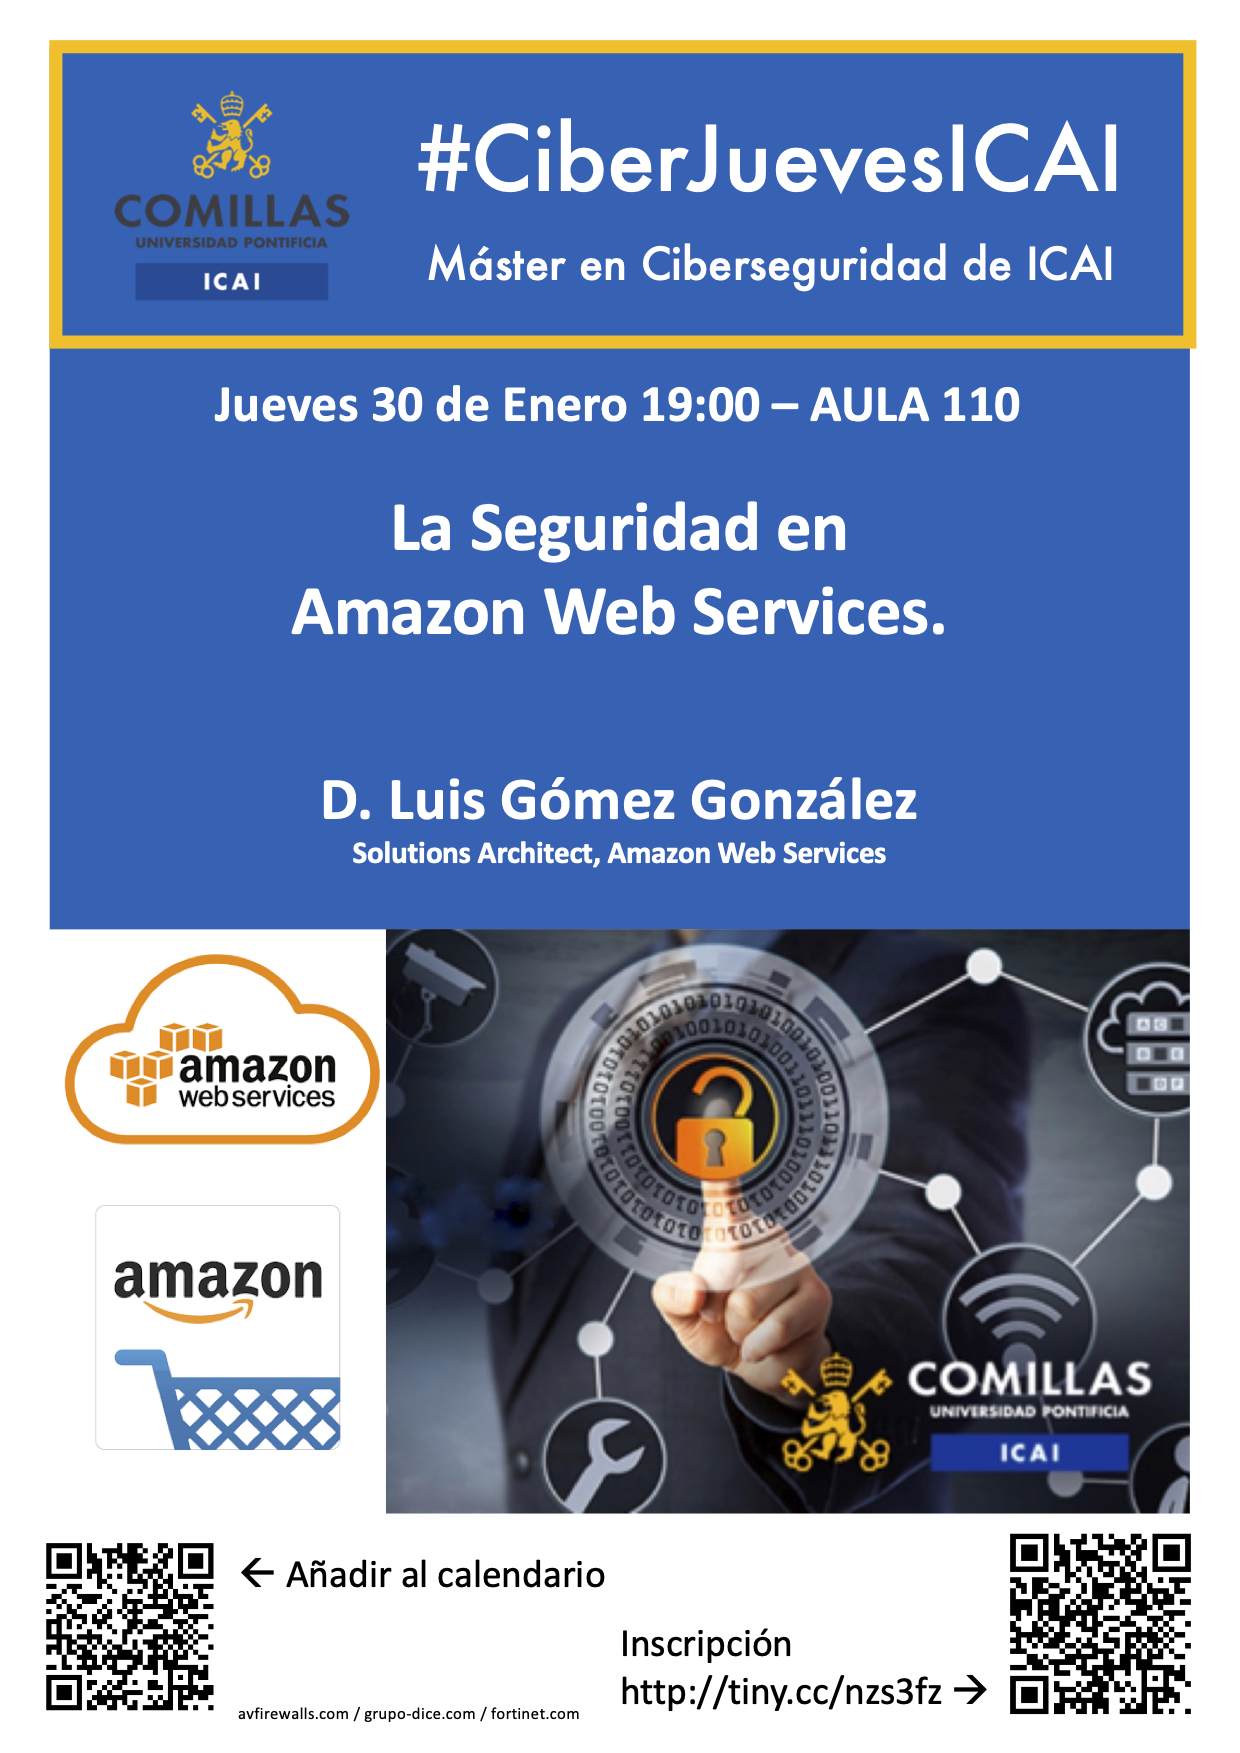 #CiberJuevesICAI
COMILLAS
UNIVERSIDAD PONTIFICIA
ICAI
Máster en Ciberseguridad de ICAI
Jueves 30 de Enero 19:00 – AULA 110
La Seguridad en
Amazon Web Services.
D. Luis Gómez González
Solutions Architect, Amazon Web Services
amazon
web services
amazon
COMILLAS
UNIVERSIDAD PONTIFICIA
ICAI
← Añadir al calendario
Inscripción
http://tiny.cc/nzs3fz →
avfirewalls.com / grupo-dice.com / fortinet.com